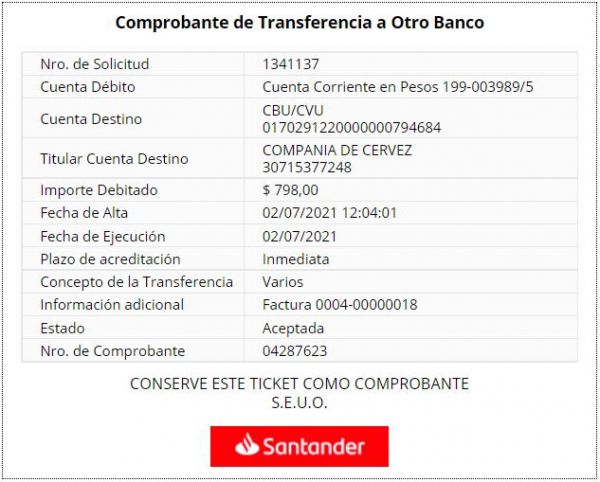 Comprobante de Transferencia a Otro Banco
Nro. de Solicitud 1341137
Cuenta Débito Cuenta Corriente en Pesos 199-003989/5
Cuenta Destino CBU/CVU
0170291220000000794684
Titular Cuenta Destino COMPANIA DE CERVEZ
30715377248
Importe Debitado $ 798,00
Fecha de Alta 02/07/2021 12:04:01
Fecha de Ejecución 02/07/2021
Plazo de acreditación Inmediata
Concepto de la Transferencia Varios
Información adicional Factura 0004-00000018
Estado Aceptada
Nro. de Comprobante 04287623
CONSERVE ESTE TICKET COMO COMPROBANTE
S.E.U.O.
Santander